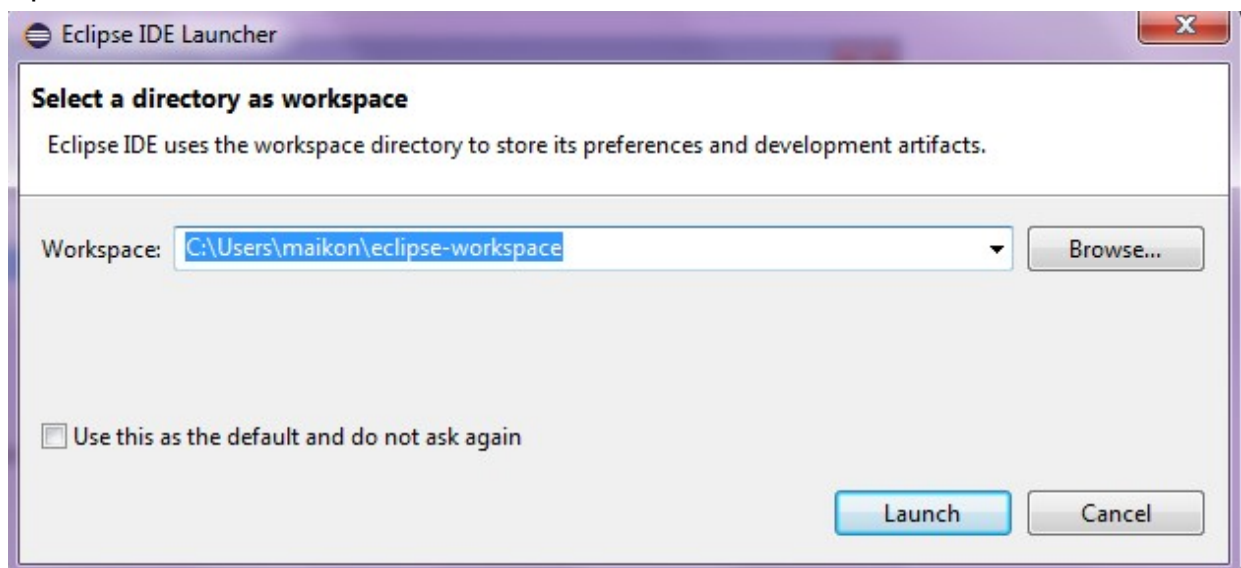 Eclipse IDE Launcher
Select a directory as workspace
Eclipse IDE uses the workspace directory to store its preferences and development artifacts.
Workspace: C:\Users\maikon\eclipse-workspace Browse...
Use this as the default and do not ask again
Launch Cancel